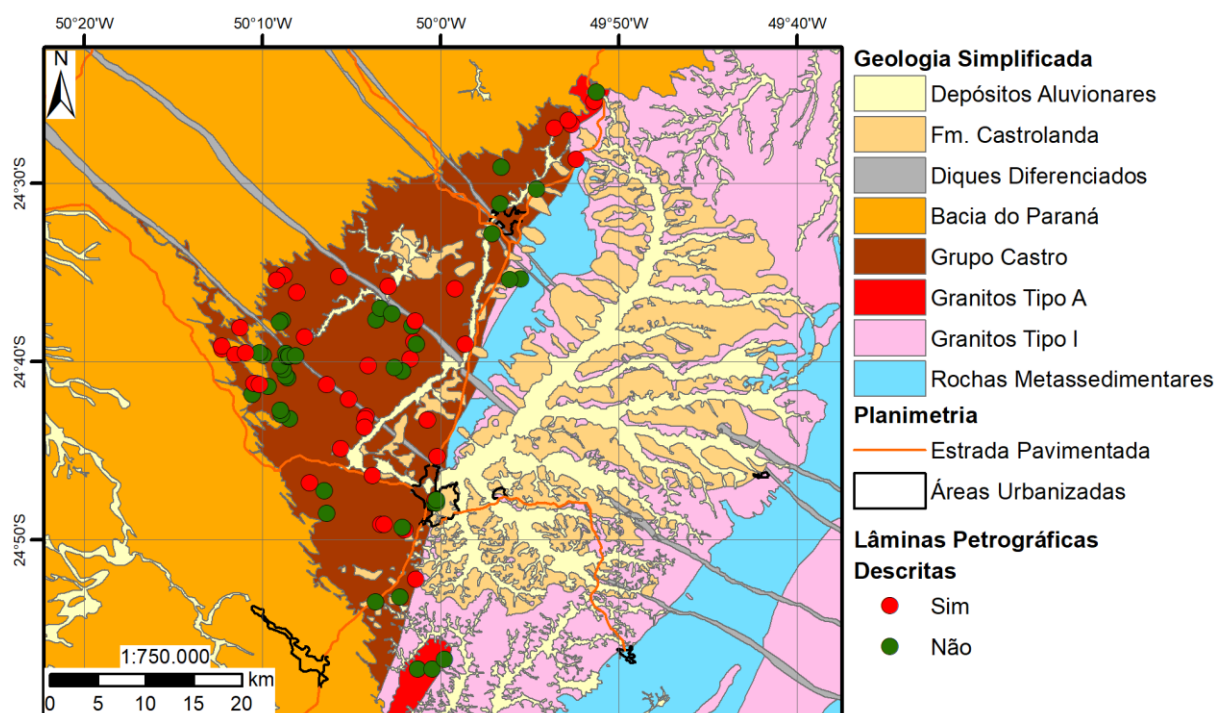 50°20'W 50°10'W 50°0'W 49°50'W 49°40'W
N
24°30'S
24°40'S
24°50'S
1:750.000
km
0 5 10 15 20
Geologia Simplificada
Depósitos Aluvionares
Fm. Castrolanda
Diques Diferenciados
Bacia do Paraná
Grupo Castro
Granitos Tipo A
Granitos Tipo I
Rochas Metassedimentares
Planimetria
Estrada Pavimentada
Áreas Urbanizadas
Lâminas Petrográficas
Descritas
Sim
Não